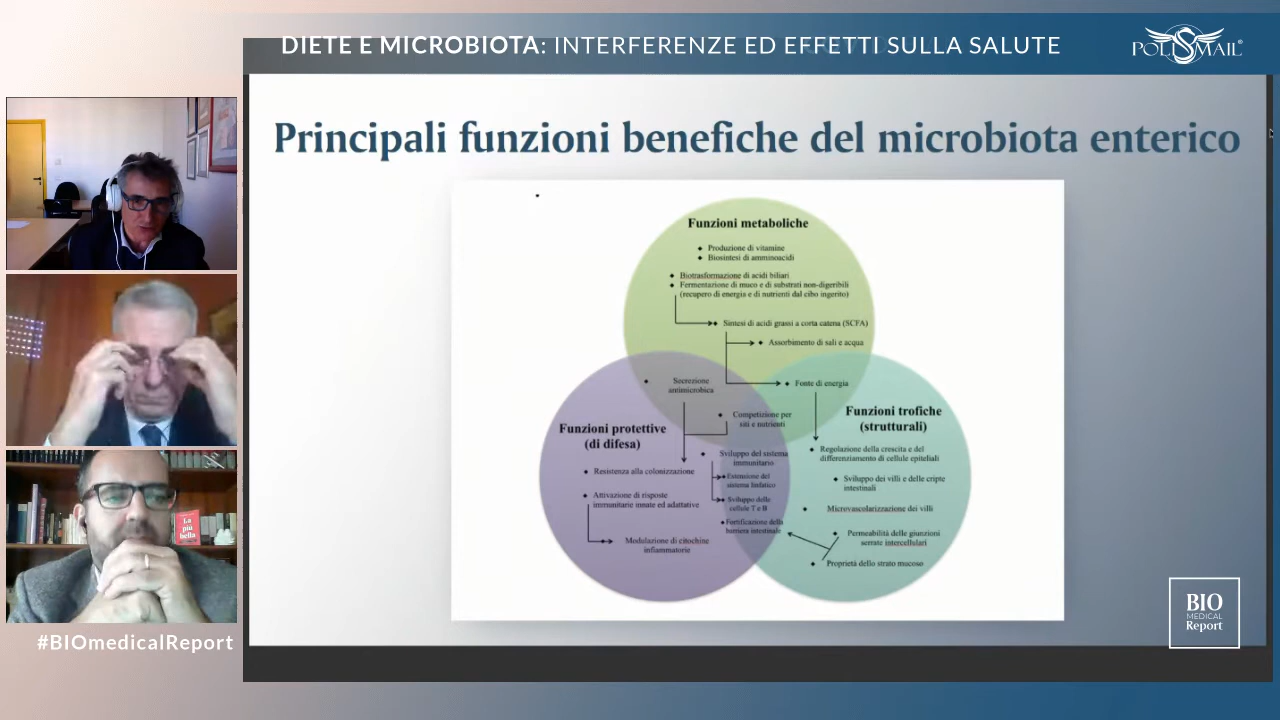 DIETE E MICROBIOTA: INTERFERENZE ED EFFETTI SULLA SALUTE
POLISMAIL®
Principali funzioni benefiche del microbiota enterico
Funzioni metaboliche
Produzione di vitamine
Biosintesi di amminoacidi
Biotrasformazione di acidi biliari
Fermentazione di muco e di substrati non-digeribili
(recupero di energia e di nutrienti dal cibo ingerito)
Sintesi di acidi grassi a corta catena (SCFA)
Assorbimento di sali e acqua
Fonte di energia
Secrezione
antimicrobica
Competizione per
siti e nutrienti
Funzioni protettive
(di difesa)
Resistenza alla colonizzazione
Attivazione di risposte
immunitarie innate ed adattative
Modulazione di citochine
infiammatorie
Sviluppo del sistema
immunitario
Estensione del
sistema linfatico
Sviluppo delle
cellule T e B
Fortificazione della
barriera intestinale
Funzioni trofiche
(strutturali)
Regolazione della crescita e del
differenziamento di cellule epiteliali
Sviluppo dei villi e delle cripte
intestinali
Microvascolarizzazione dei villi
Permeabilità delle giunzioni
serrate intercellulari
Proprietà dello strato mucoso
La
più
bella
#BIOmedicalReport
BIO
MEDICAL
Report